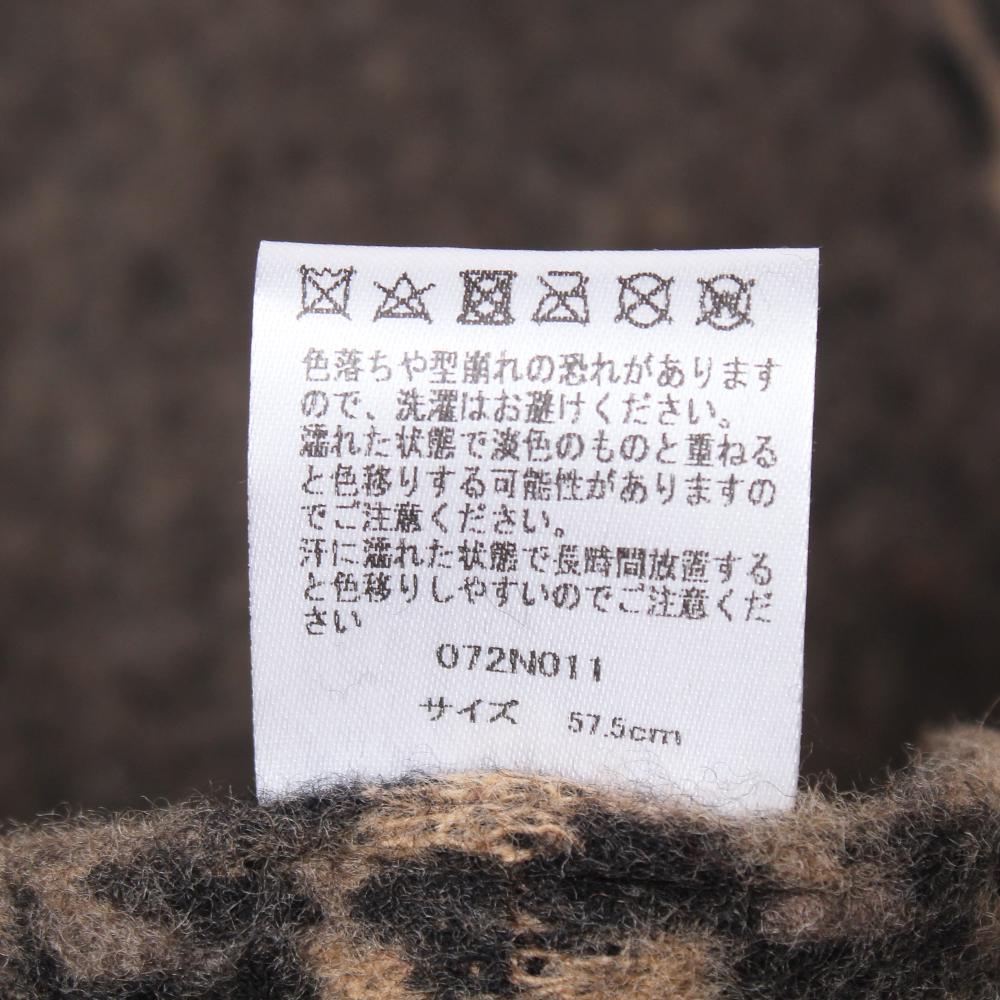 色落ちや型崩れの恐れがあります
ので、洗濯はお避けください。
濡れた状態で淡色のものと重ねる
と色移りする可能性がありますの
でご注意ください。
汗に濡れた状態で長時間放置する
と色移りしやすいのでご注意くだ
さい
072N011
サイズ 57.5cm